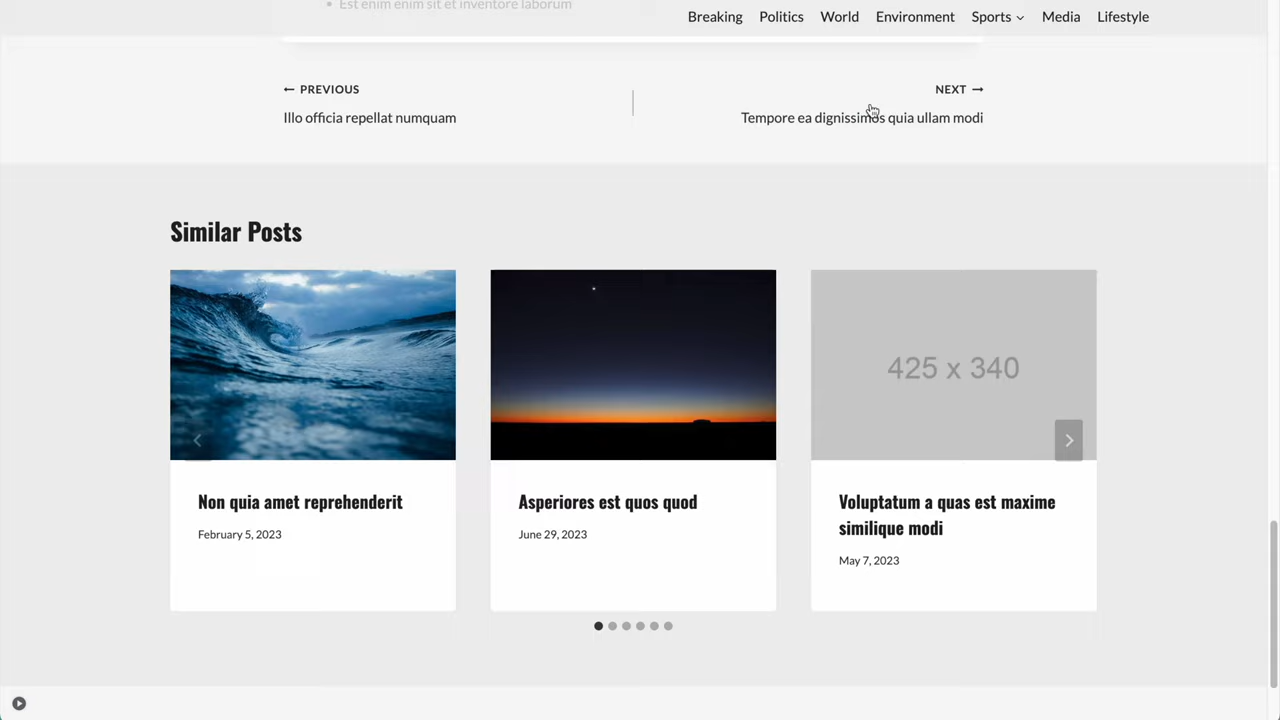 Est enim enim sit et inventore laborum
Breaking Politics World Environment Sports Media Lifestyle
← PREVIOUS
Illo officia repellat numquam
NEXT →
Tempore ea dignissimos quia ullam modi
Similar Posts
425 x 340
Non quia amet reprehenderit
February 5, 2023
Asperiores est quos quod
June 29, 2023
Voluptatum a quas est maxime
similique modi
May 7, 2023